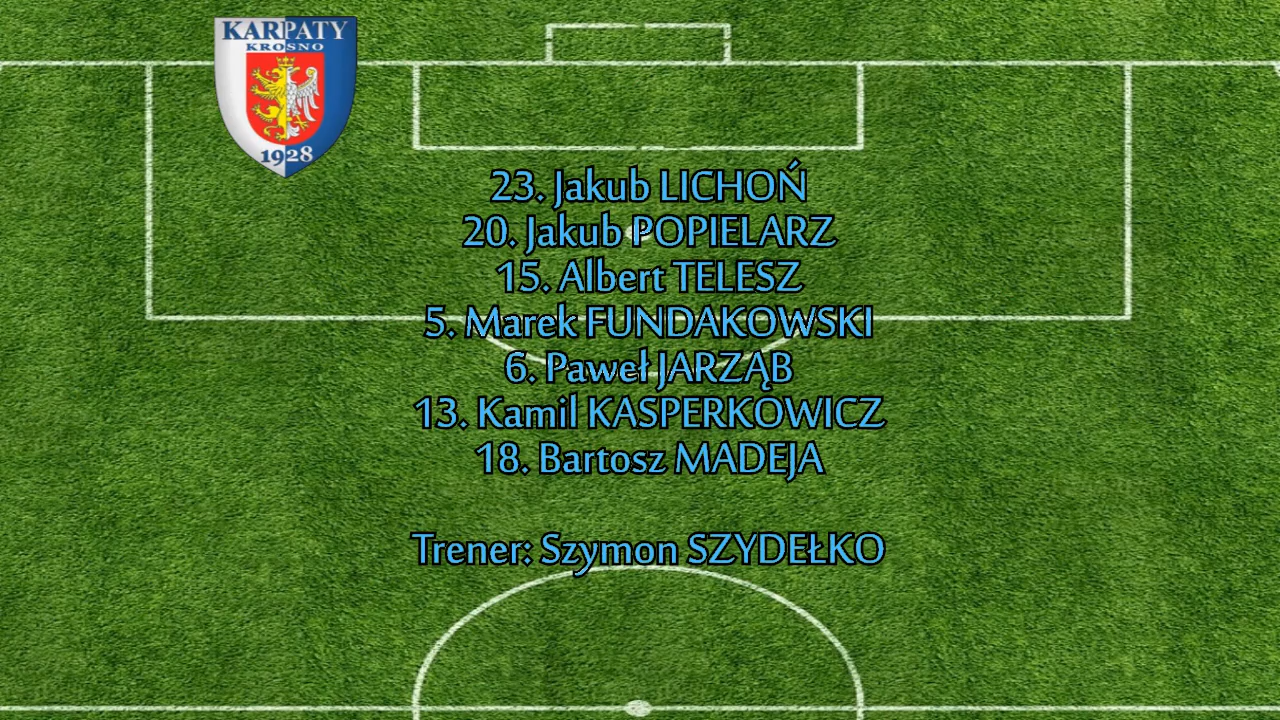 KARPATY
KROSNO
1928
23. Jakub LICHOŃ
20. Jakub POPIELARZ
15. Albert TELESZ
5. Marek FUNDAKOWSKI
6. Paweł JARZĄB
13. Kamil KASPERKOWICZ
18. Bartosz MADEJA
Trener: Szymon SZYDEŁKO